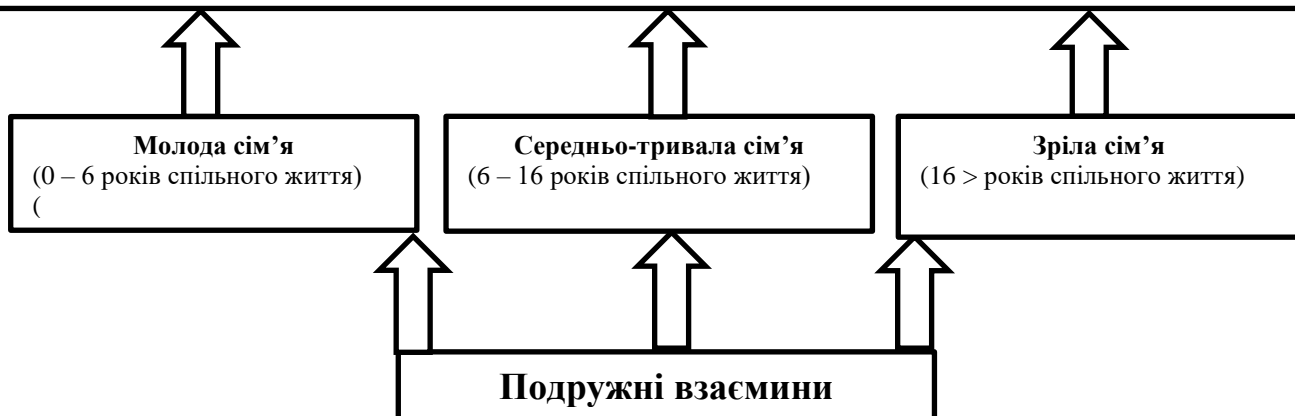 Молода сім’я
(0 – 6 років спільного життя)
(
Середньо-тривала сім’я
(6 – 16 років спільного життя)
Зріла сім’я
(16 > років спільного життя)
Подружні взаємини